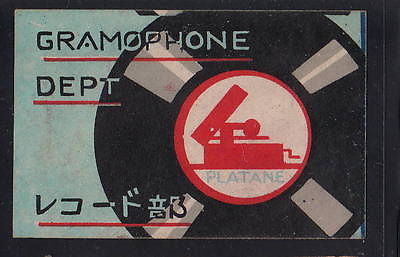 GRAMOPHONE
DEPT
PLATANE
レコード部